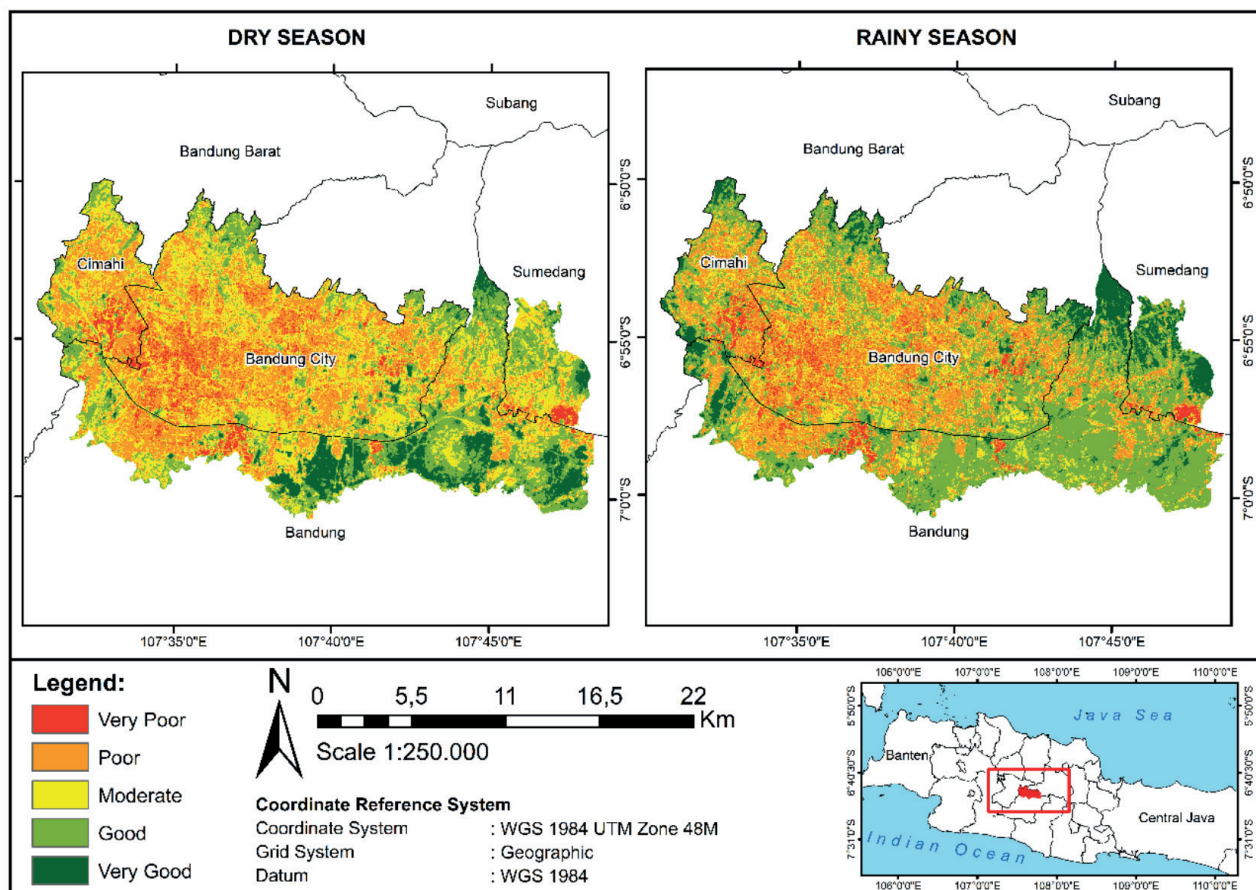 DRY SEASON
Subang
Bandung Barat
Cimahi
Sumedang
Bandung City
Bandung
6°50'0"S
6°55'0"S
7°0'0"S
107°35'0"E
107°40'0"E
107°45'0"E
RAINY SEASON
Subang
Bandung Barat
Cimahi
Sumedang
Bandung City
Bandung
6°50'0"S
6°55'0"S
7°0'0"S
107°35'0"E
107°40'0"E
107°45'0"E
Legend:
Very Poor
Poor
Moderate
Good
Very Good
N
0 5,5 11 16,5 22
Km
Scale 1:250.000
Coordinate Reference System
Coordinate System : WGS 1984 UTM Zone 48M
Grid System : Geographic
Datum : WGS 1984
106°0'0"E 107°0'0"E 108°0'0"E 109°0'0"E 110°0'0"E
5°50'0"S
6°40'30"S
7°31'0"S
5°50'0"S
6°40'30"S
7°31'0"S
Java Sea
Banten
Central Java
Indian Ocean
106°0'0"E 107°0'0"E 108°0'0"E 109°0'0"E 110°0'0"E